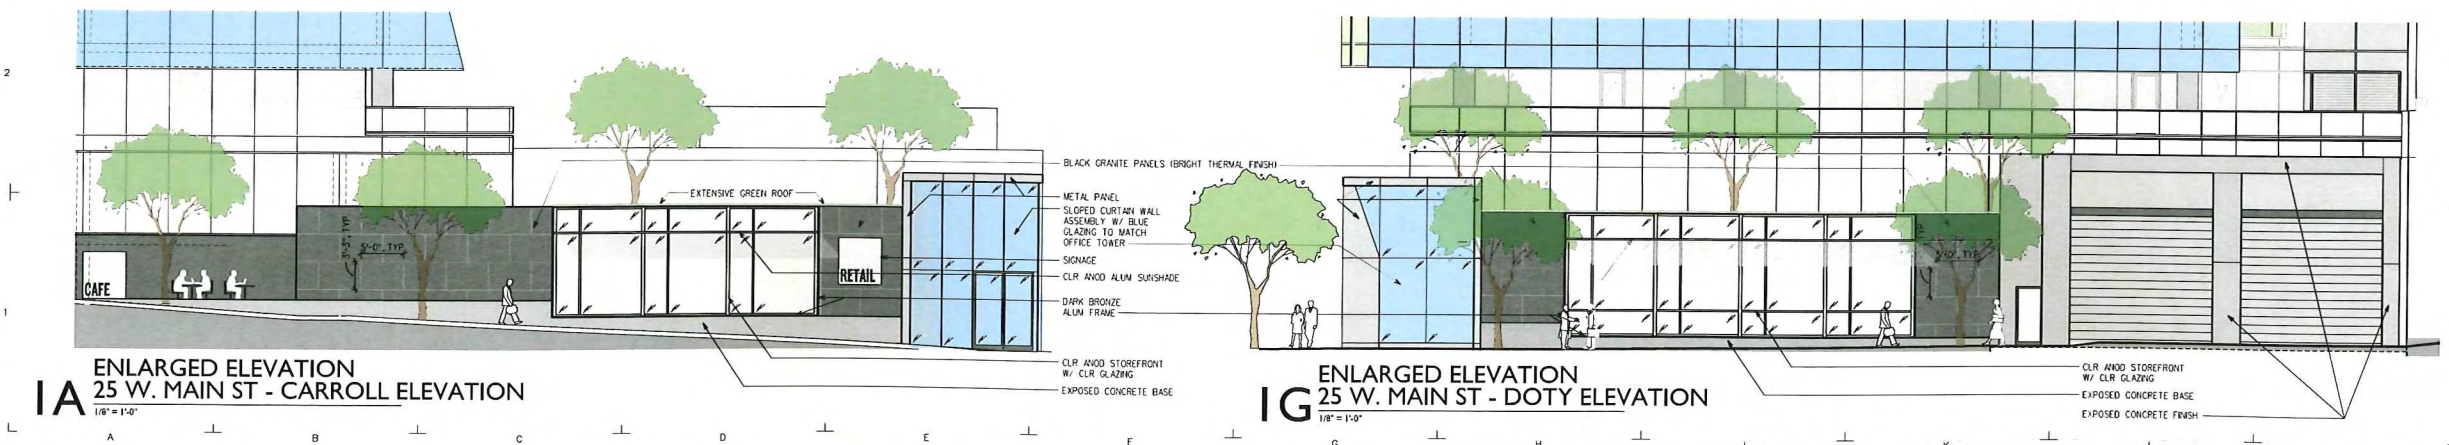 2
1
CAFE
5'-3", TYP.
5'-0", TYP.
EXTENSIVE GREEN ROOF
RETAIL
BLACK GRANITE PANELS (BRIGHT THERMAL FINISH)
METAL PANEL
SLOPED CURTAIN WALL
ASSEMBLY W/ BLUE
GLAZING TO MATCH
OFFICE TOWER
SIGNAGE
CLR ANOD ALUM SUNSHADE
DARK BRONZE
ALUM FRAME
CLR ANOD STOREFRONT
W/ CLR GLAZING
EXPOSED CONCRETE BASE
1A
ENLARGED ELEVATION
25 W. MAIN ST - CARROLL ELEVATION
1/8" = 1'-0"
TYP
5'-0", TYP.
CLR ANOD STOREFRONT
W/ CLR GLAZING
EXPOSED CONCRETE BASE
EXPOSED CONCRETE FINISH
1G
ENLARGED ELEVATION
25 W. MAIN ST - DOTY ELEVATION
1/8" = 1'-0"
A B C D E F G H K